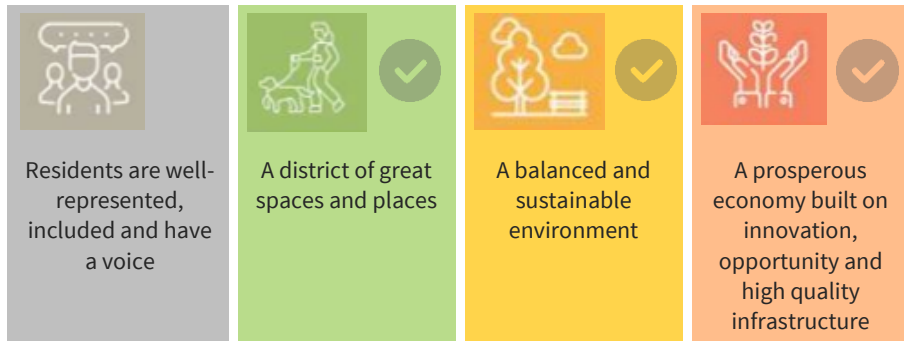 Residents are well-
represented,
included and have
a voice
A district of great
spaces and places
A balanced and
sustainable
environment
A prosperous
economy built on
innovation,
opportunity and
high quality
infrastructure